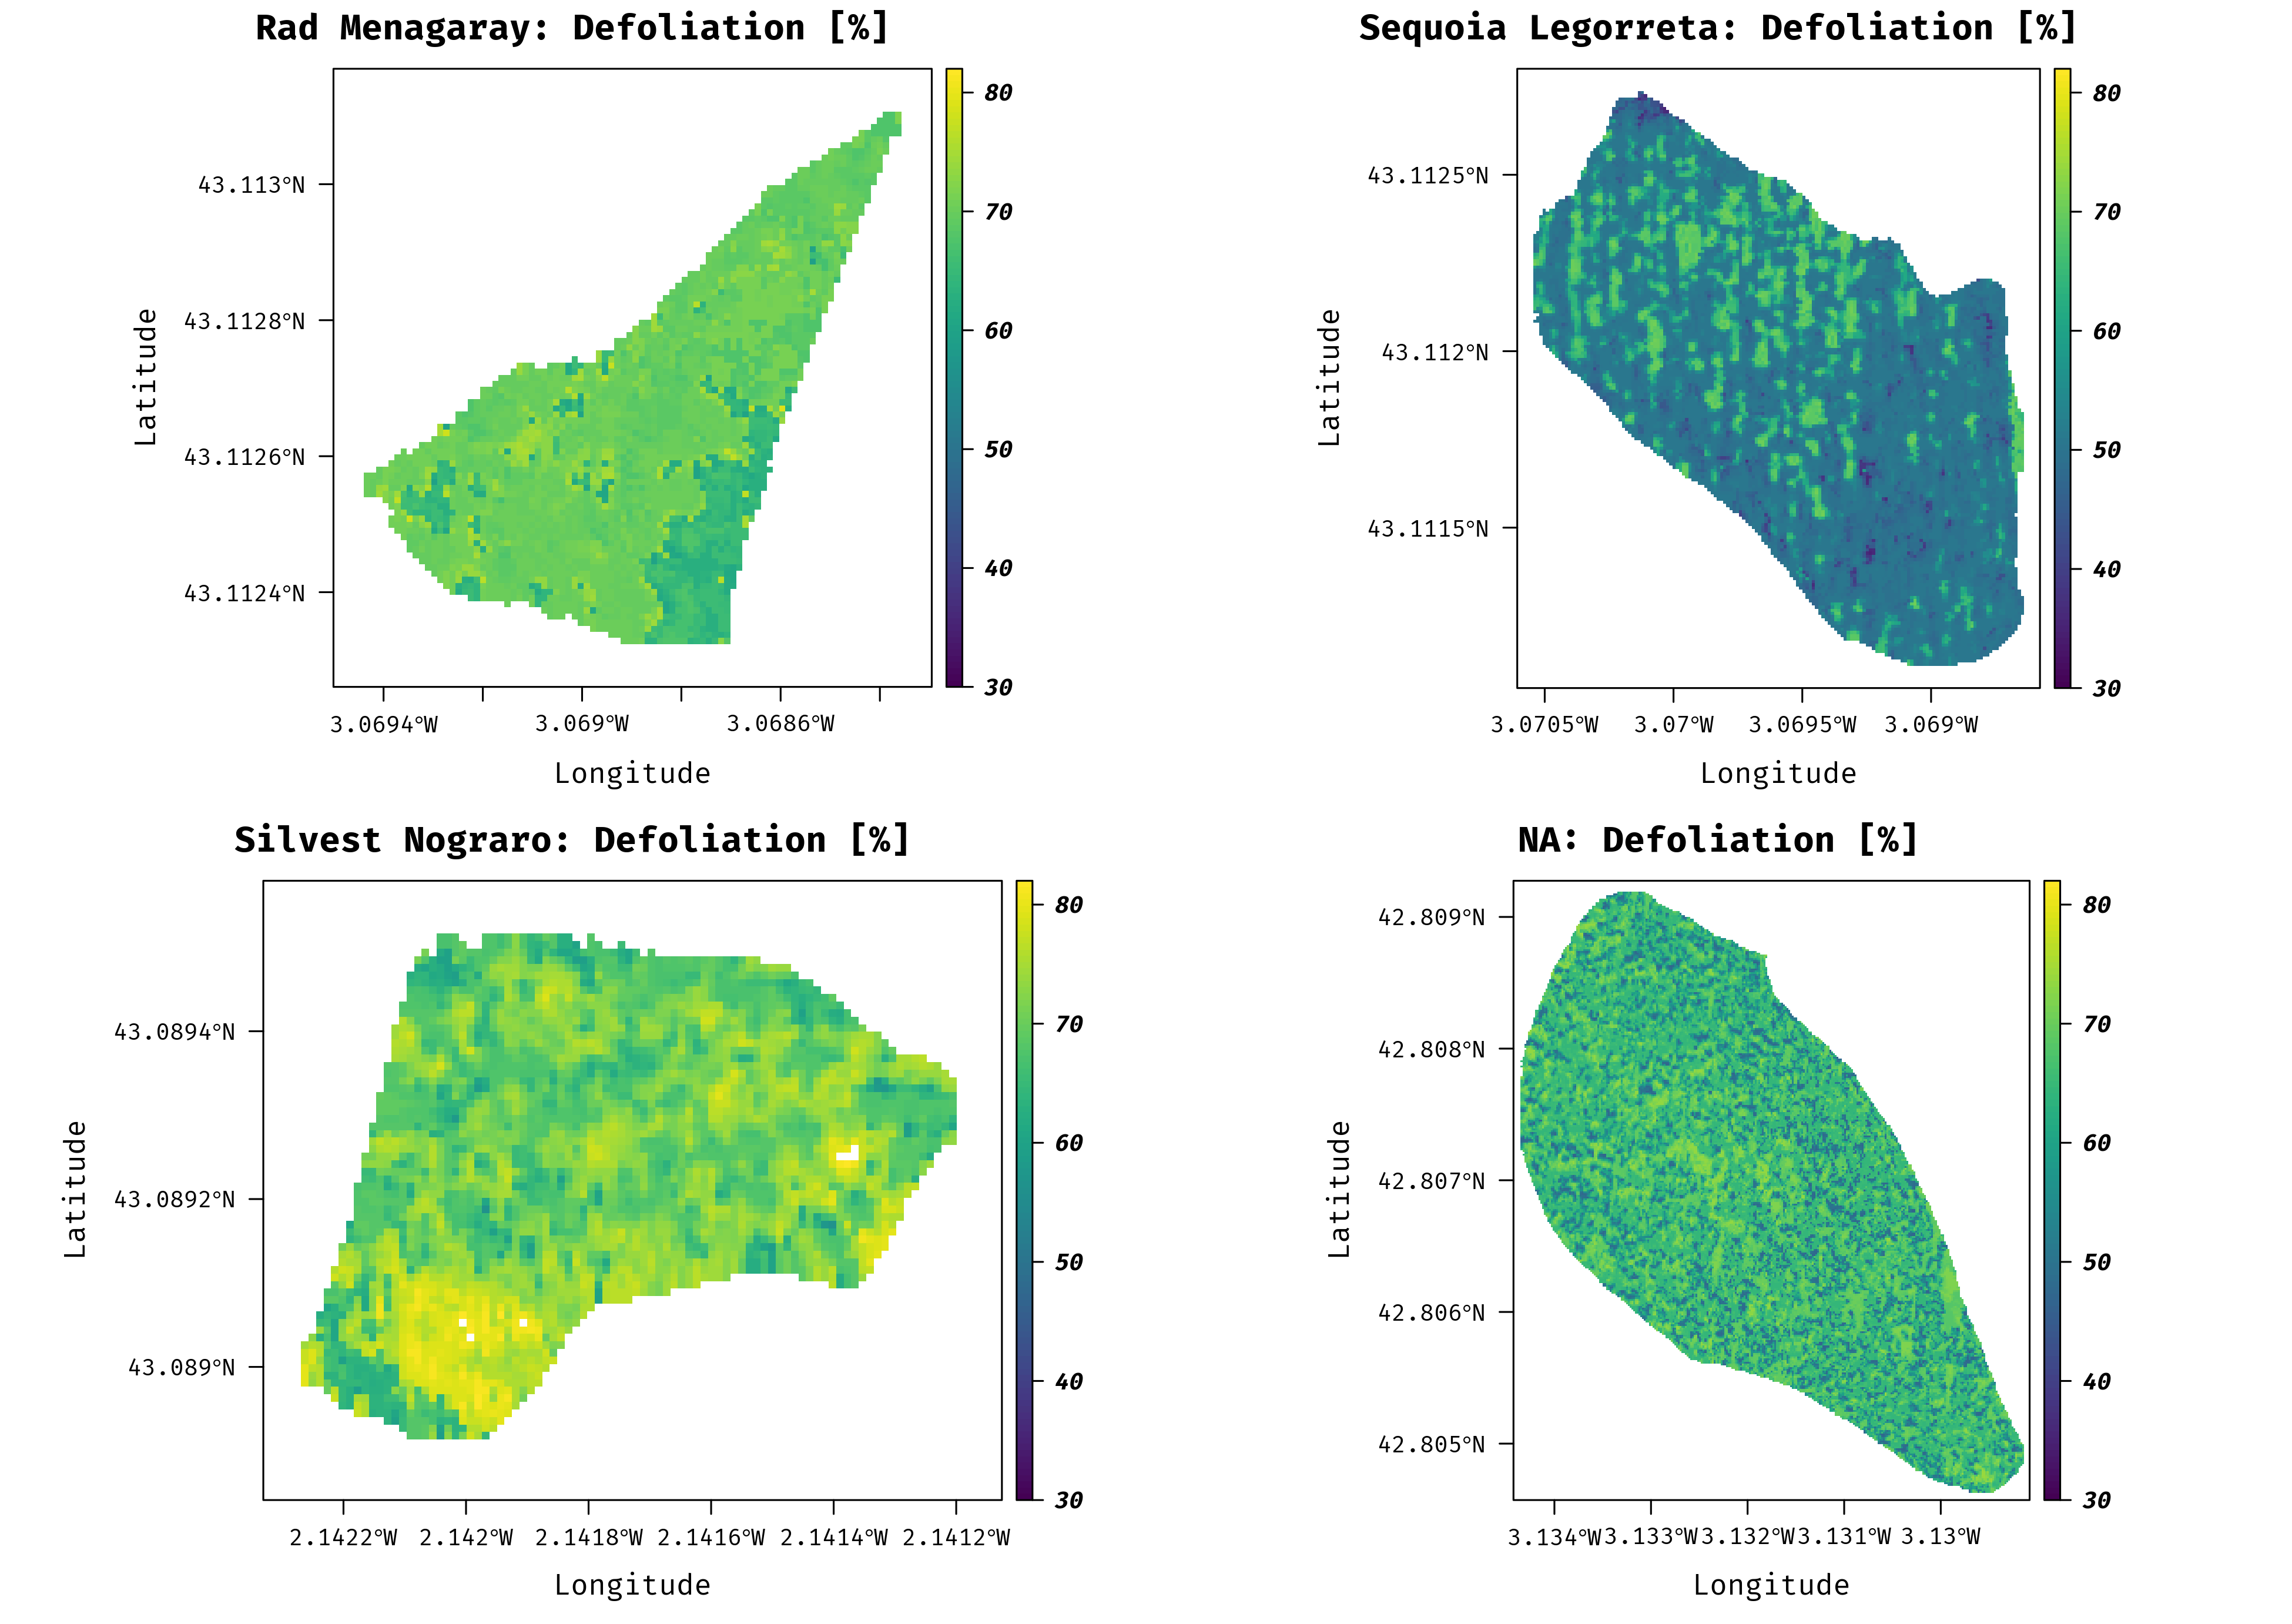 Rad Menagaray: Defoliation [%]
80
70
60
50
40
30
43.113°N
43.1128°N
43.1126°N
43.1124°N
Latitude
3.0694°W 3.069°W 3.0686°W
Longitude
Sequoia Legorreta: Defoliation [%]
80
70
60
50
40
30
43.1125°N
43.112°N
43.1115°N
Latitude
3.0705°W 3.07°W 3.0695°W 3.069°W
Longitude
Silvest Nograro: Defoliation [%]
80
70
60
50
40
30
43.0894°N
43.0892°N
43.089°N
Latitude
2.1422°W 2.142°W 2.1418°W 2.1416°W 2.1414°W 2.1412°W
Longitude
NA: Defoliation [%]
80
70
60
50
40
30
42.809°N
42.808°N
42.807°N
42.806°N
42.805°N
Latitude
3.134°W 3.133°W 3.132°W 3.131°W 3.13°W
Longitude